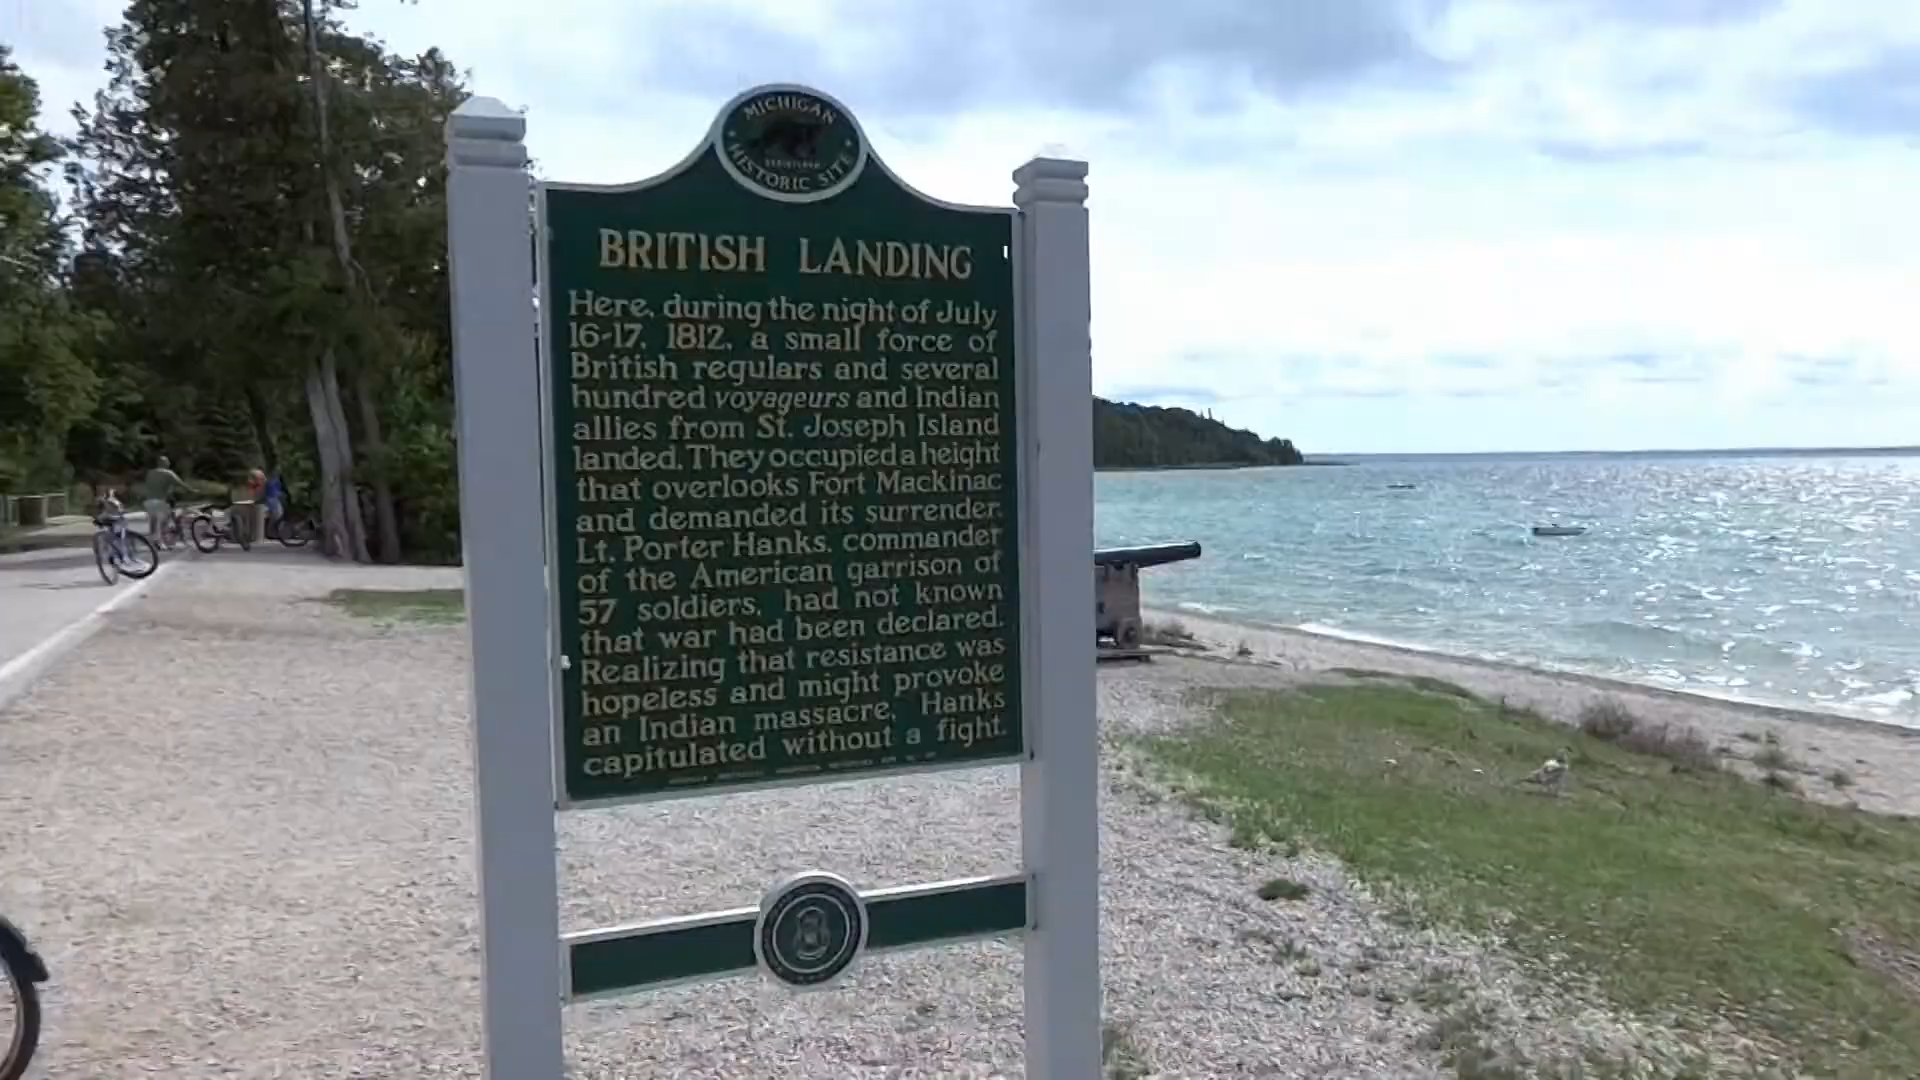 MICHIGAN
REGISTERED
HISTORIC SITE
BRITISH LANDING
Here, during the night of July
16-17, 1812, a small force of
British regulars and several
hundred voyageurs and Indian
allies from St. Joseph Island
landed. They occupied a height
that overlooks Fort Mackinac
and demanded its surrender.
Lt. Porter Hanks, commander
of the American garrison of
57 soldiers, had not known
that war had been declared.
Realizing that resistance was
hopeless and might provoke
an Indian massacre, Hanks
capitulated without a fight.